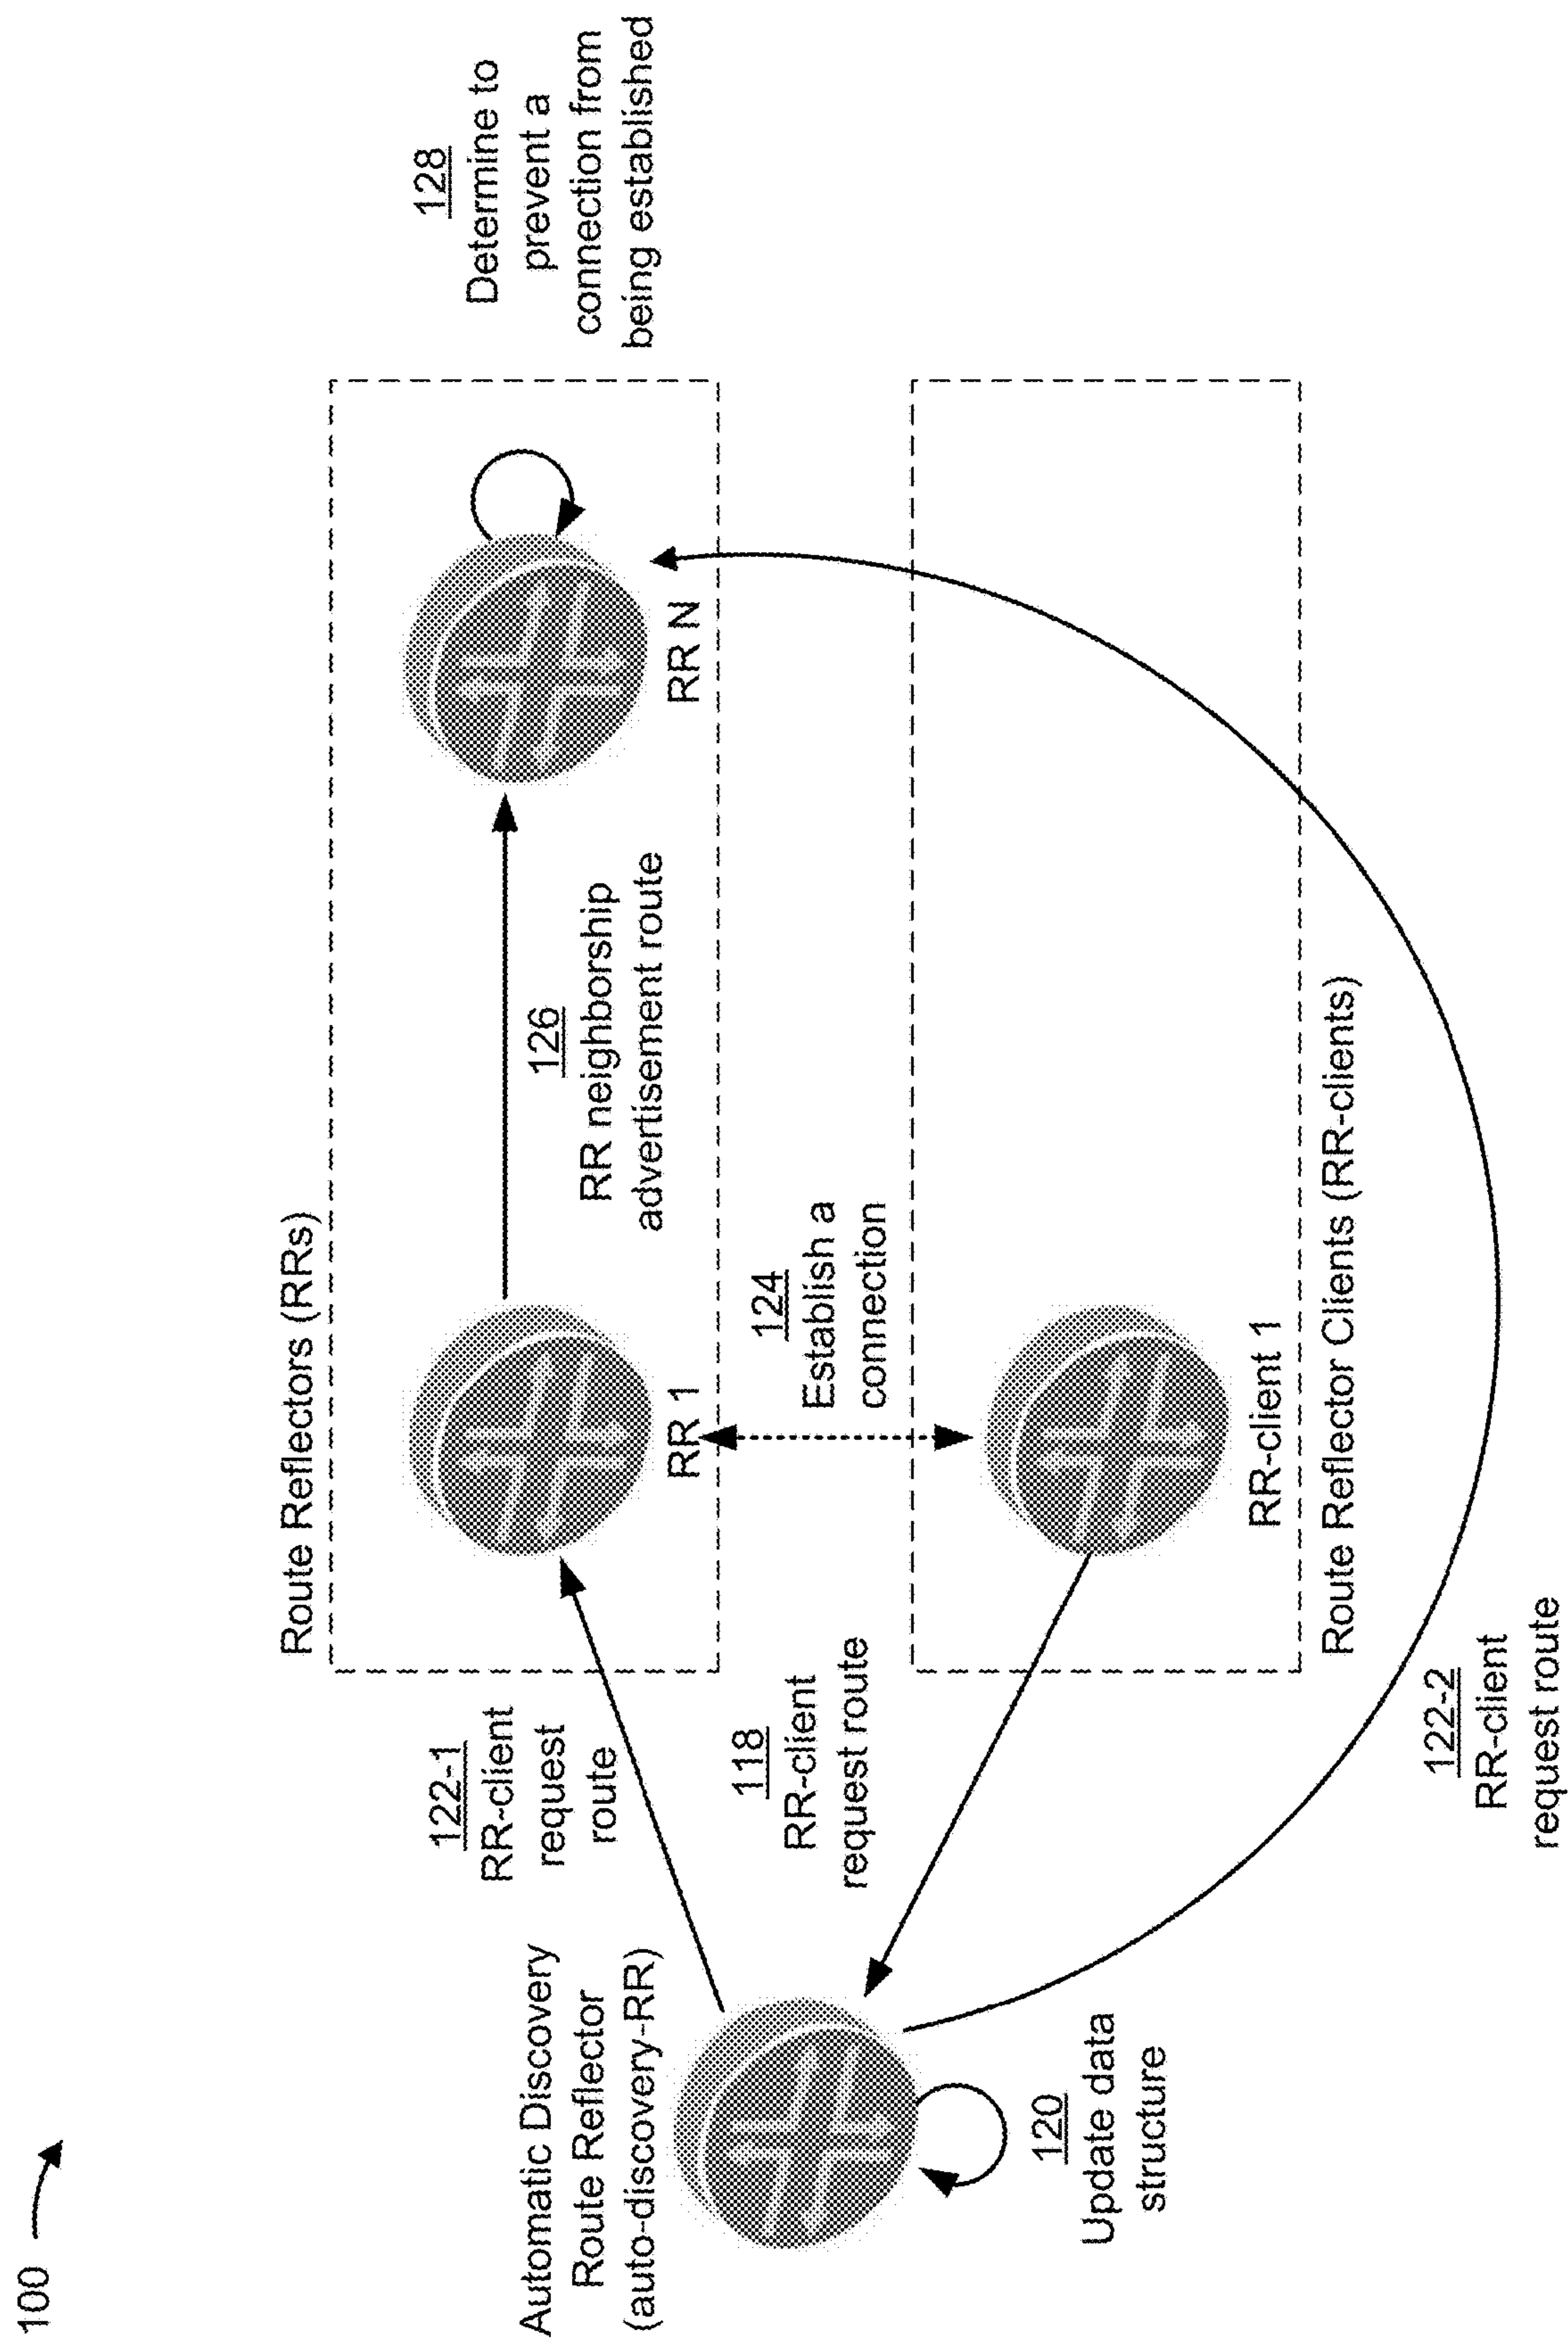 100
Automatic Discovery
Route Reflector
(auto-discovery-RR)
120
Update data
structure
122-1
RR-client
request
route
118
RR-client
request route
122-2
RR-client
request route
Route Reflectors (RRs)
RR 1
124
Establish a
connection
126
RR neighborship
advertisement route
RR N
128
Determine to
prevent a
connection from
being established
RR-client 1
Route Reflector Clients (RR-clients)